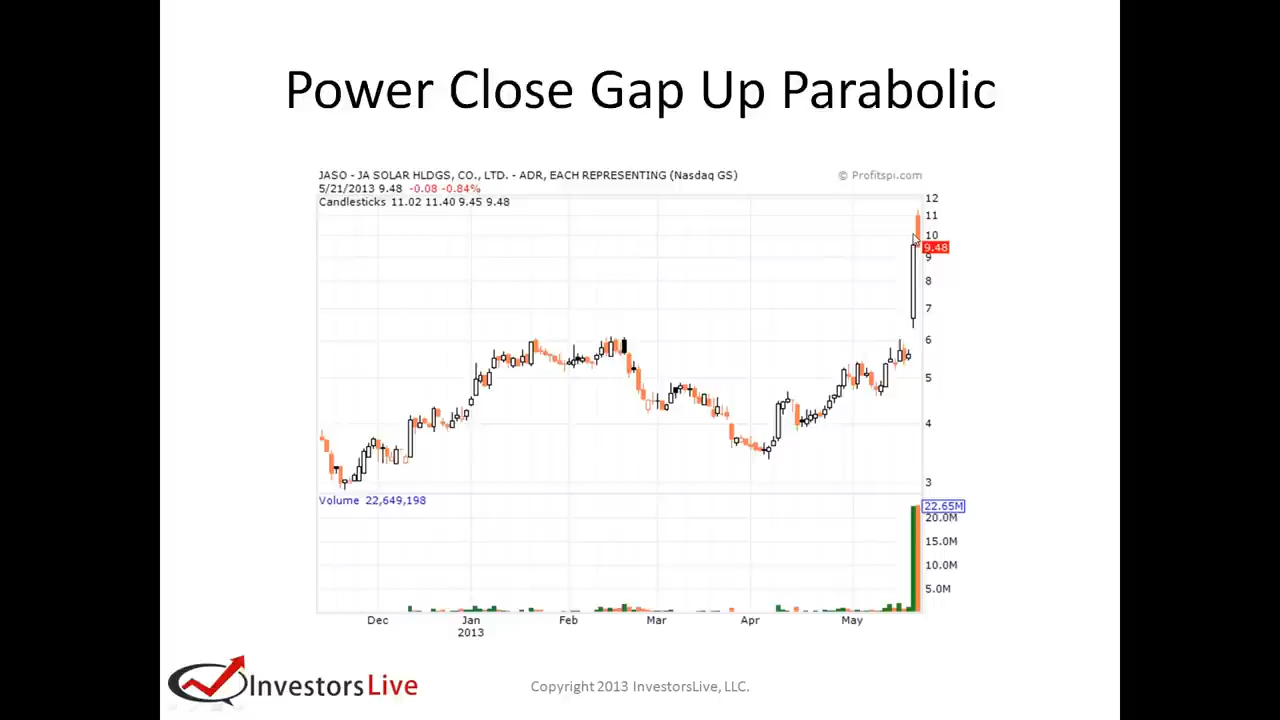 Power Close Gap Up Parabolic
JASO - JA SOLAR HLDGS, CO., LTD. - ADR, EACH REPRESENTING (Nasdaq GS)
© Profitspi.com
5/21/2013 9.48 -0.08 -0.84%
Candlesticks 11.02 11.40 9.45 9.48
12
11
10
9.48
9
8
7
6
5
4
3
Volume 22,649,198
22.65M
20.0M
15.0M
10.0M
5.0M
Dec Jan Feb Mar Apr May
2013
InvestorsLive
Copyright 2013 InvestorsLive, LLC.